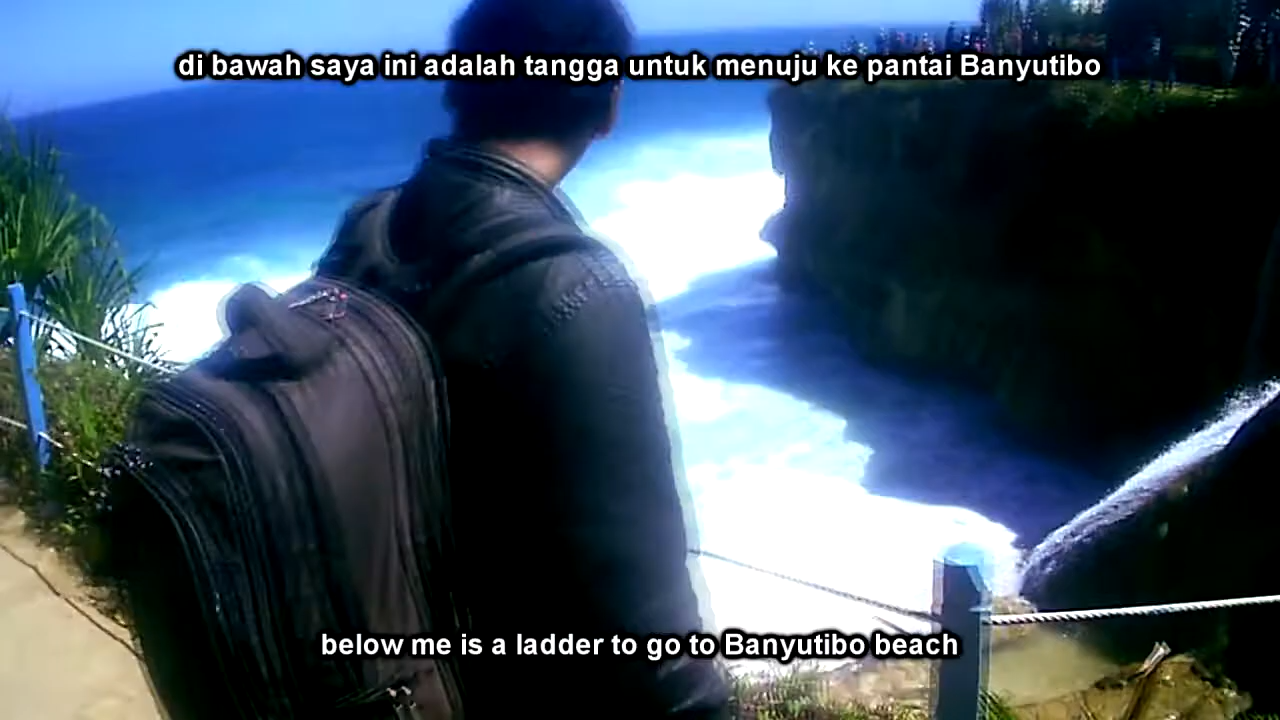 di bawah saya ini adalah tangga untuk menuju ke pantai Banyutibo
below me is a ladder to go to Banyutibo beach